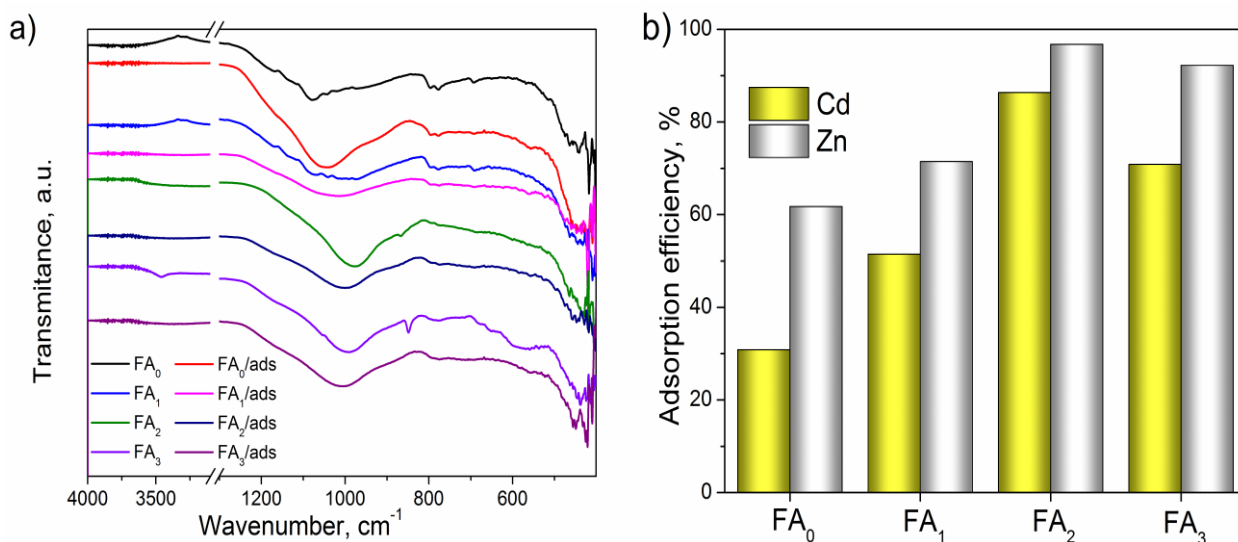 a)
Transmitance, a.u.
FA₀ FA₀/ads
FA₁ FA₁/ads
FA₂ FA₂/ads
FA₃ FA₃/ads
4000 3500 1200 1000 800 600
Wavenumber, cm⁻¹
b)
Adsorption efficiency, %
100
80
60
40
20
0
Cd
Zn
FA₀ FA₁ FA₂ FA₃